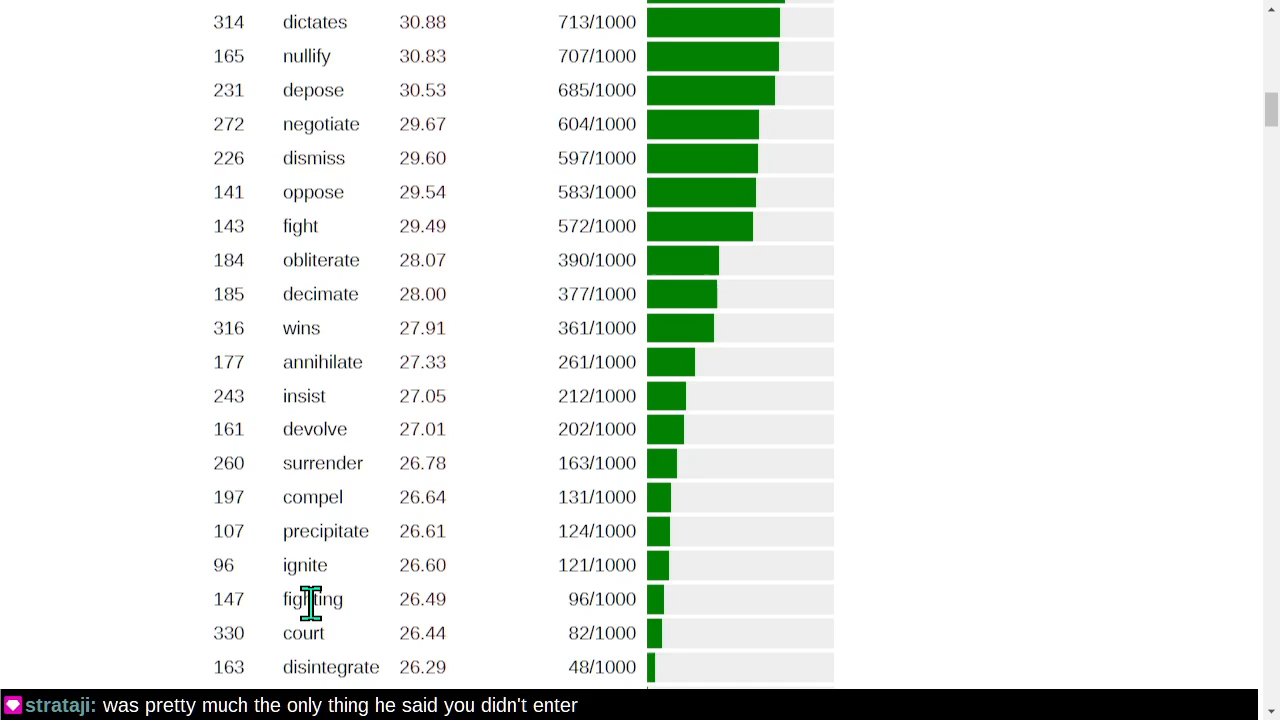 314 dictates 30.88 713/1000
165 nullify 30.83 707/1000
231 depose 30.53 685/1000
272 negotiate 29.67 604/1000
226 dismiss 29.60 597/1000
141 oppose 29.54 583/1000
143 fight 29.49 572/1000
184 obliterate 28.07 390/1000
185 decimate 28.00 377/1000
316 wins 27.91 361/1000
177 annihilate 27.33 261/1000
243 insist 27.05 212/1000
161 devolve 27.01 202/1000
260 surrender 26.78 163/1000
197 compel 26.64 131/1000
107 precipitate 26.61 124/1000
96 ignite 26.60 121/1000
147 fighting 26.49 96/1000
330 court 26.44 82/1000
163 disintegrate 26.29 48/1000
strataji: was pretty much the only thing he said you didn't enter